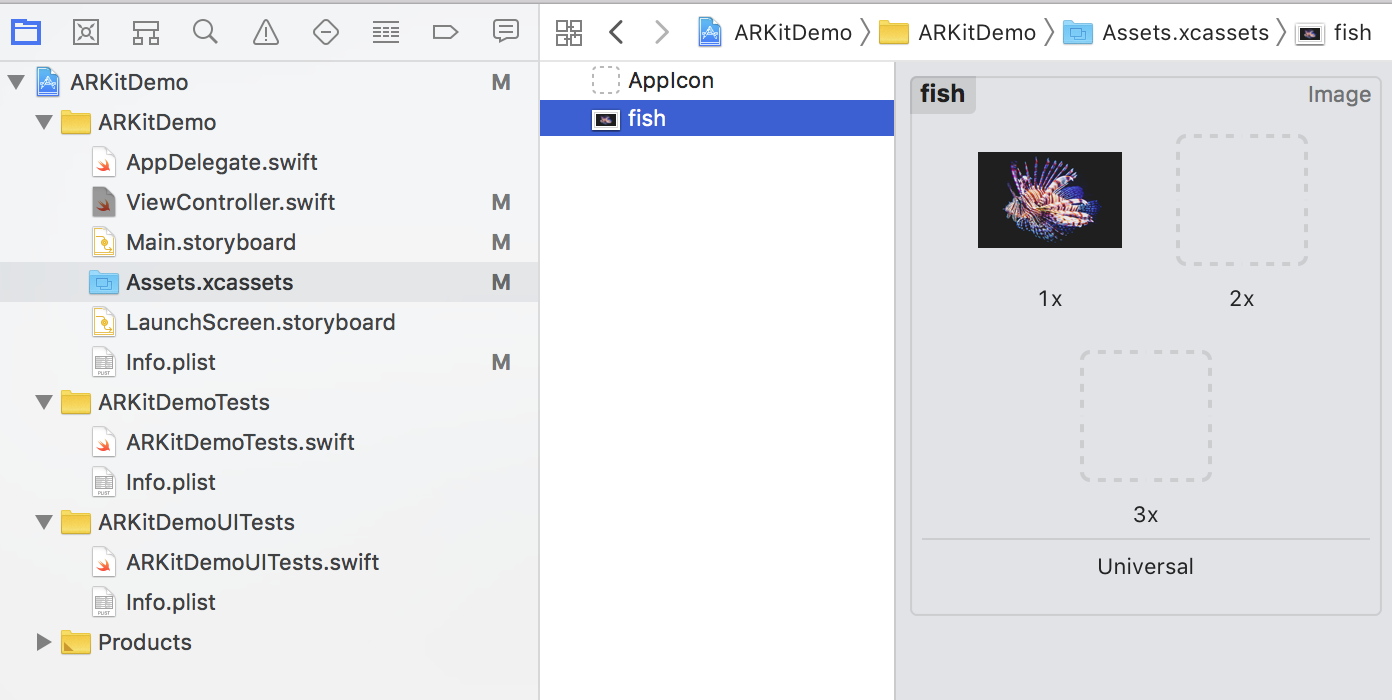 ARKitDemo ARKitDemo Assets.xcassets fish
ARKitDemo M
ARKitDemo
AppDelegate.swift
ViewController.swift M
Main.storyboard M
Assets.xcassets M
LaunchScreen.storyboard
Info.plist M
ARKitDemoTests
ARKitDemoTests.swift
Info.plist
ARKitDemoUITests
ARKitDemoUITests.swift
Info.plist
Products
AppIcon
fish
fish Image
1x 2x
3x
Universal